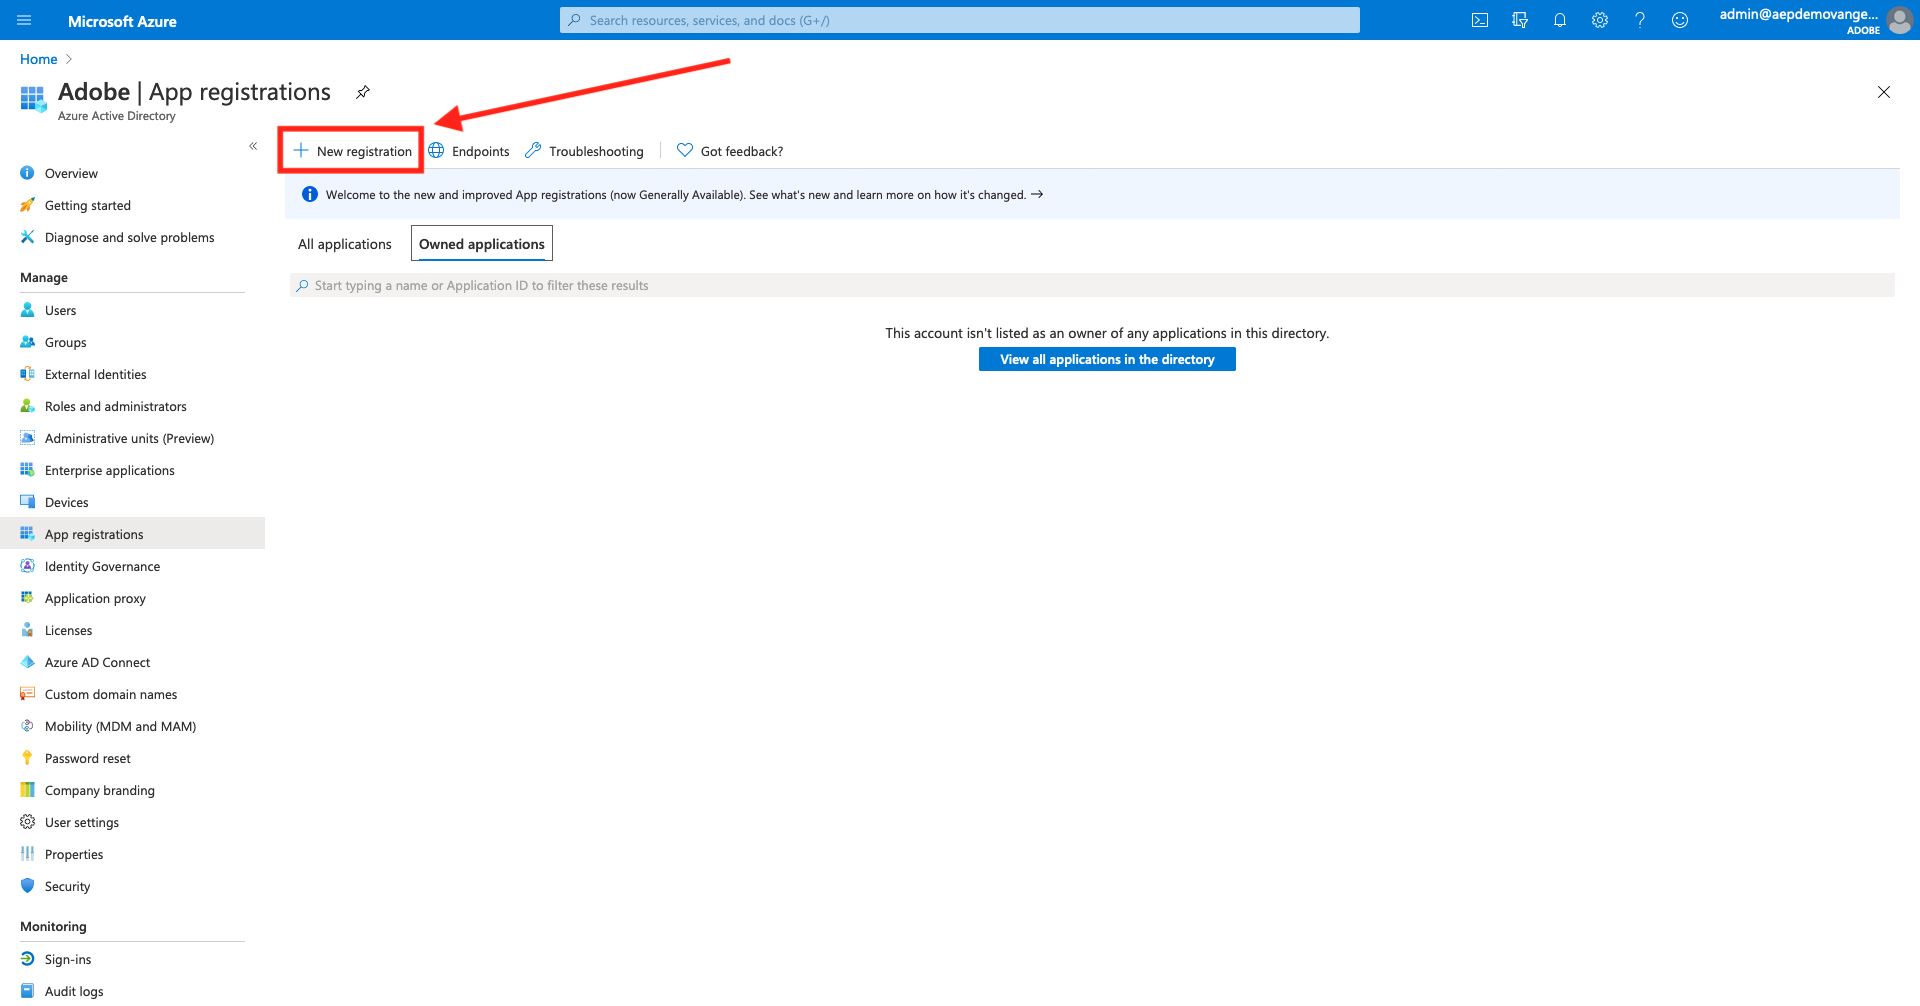 Microsoft Azure
Search resources, services, and docs (G+/)
admin@aepdemovange...
ADOBE
Home
Adobe | App registrations
Azure Active Directory
«
New registration
Endpoints
Troubleshooting
Got feedback?
Welcome to the new and improved App registrations (now Generally Available). See what's new and learn more on how it's changed. →
All applications
Owned applications
Start typing a name or Application ID to filter these results
This account isn't listed as an owner of any applications in this directory.
View all applications in the directory
Overview
Getting started
Diagnose and solve problems
Manage
Users
Groups
External Identities
Roles and administrators
Administrative units (Preview)
Enterprise applications
Devices
App registrations
Identity Governance
Application proxy
Licenses
Azure AD Connect
Custom domain names
Mobility (MDM and MAM)
Password reset
Company branding
User settings
Properties
Security
Monitoring
Sign-ins
Audit logs